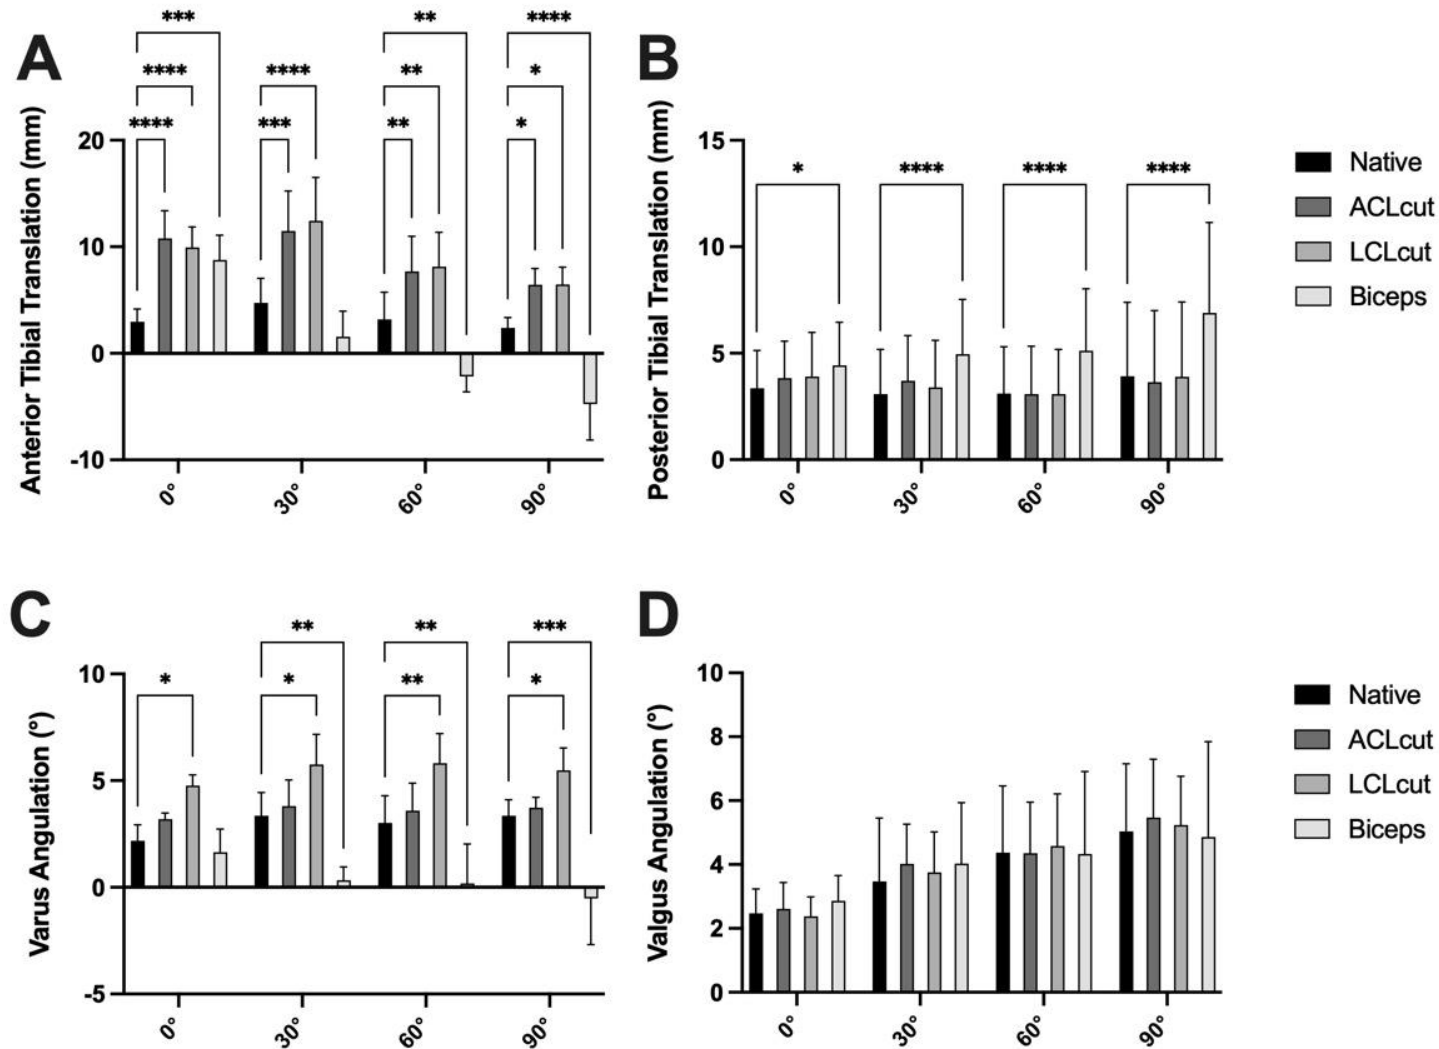 A
*** ** ****
**** **** ** *
**** *** ** *
Anterior Tibial Translation (mm)
20
10
0
-10
0° 30° 60° 90°
B
Posterior Tibial Translation (mm)
15
10
5
0
* **** **** ****
0° 30° 60° 90°
Native
ACLcut
LCLcut
Biceps
C
** ** ***
* * ** *
Varus Angulation (°)
10
5
0
-5
0° 30° 60° 90°
D
Valgus Angulation (°)
10
8
6
4
2
0
0° 30° 60° 90°
Native
ACLcut
LCLcut
Biceps